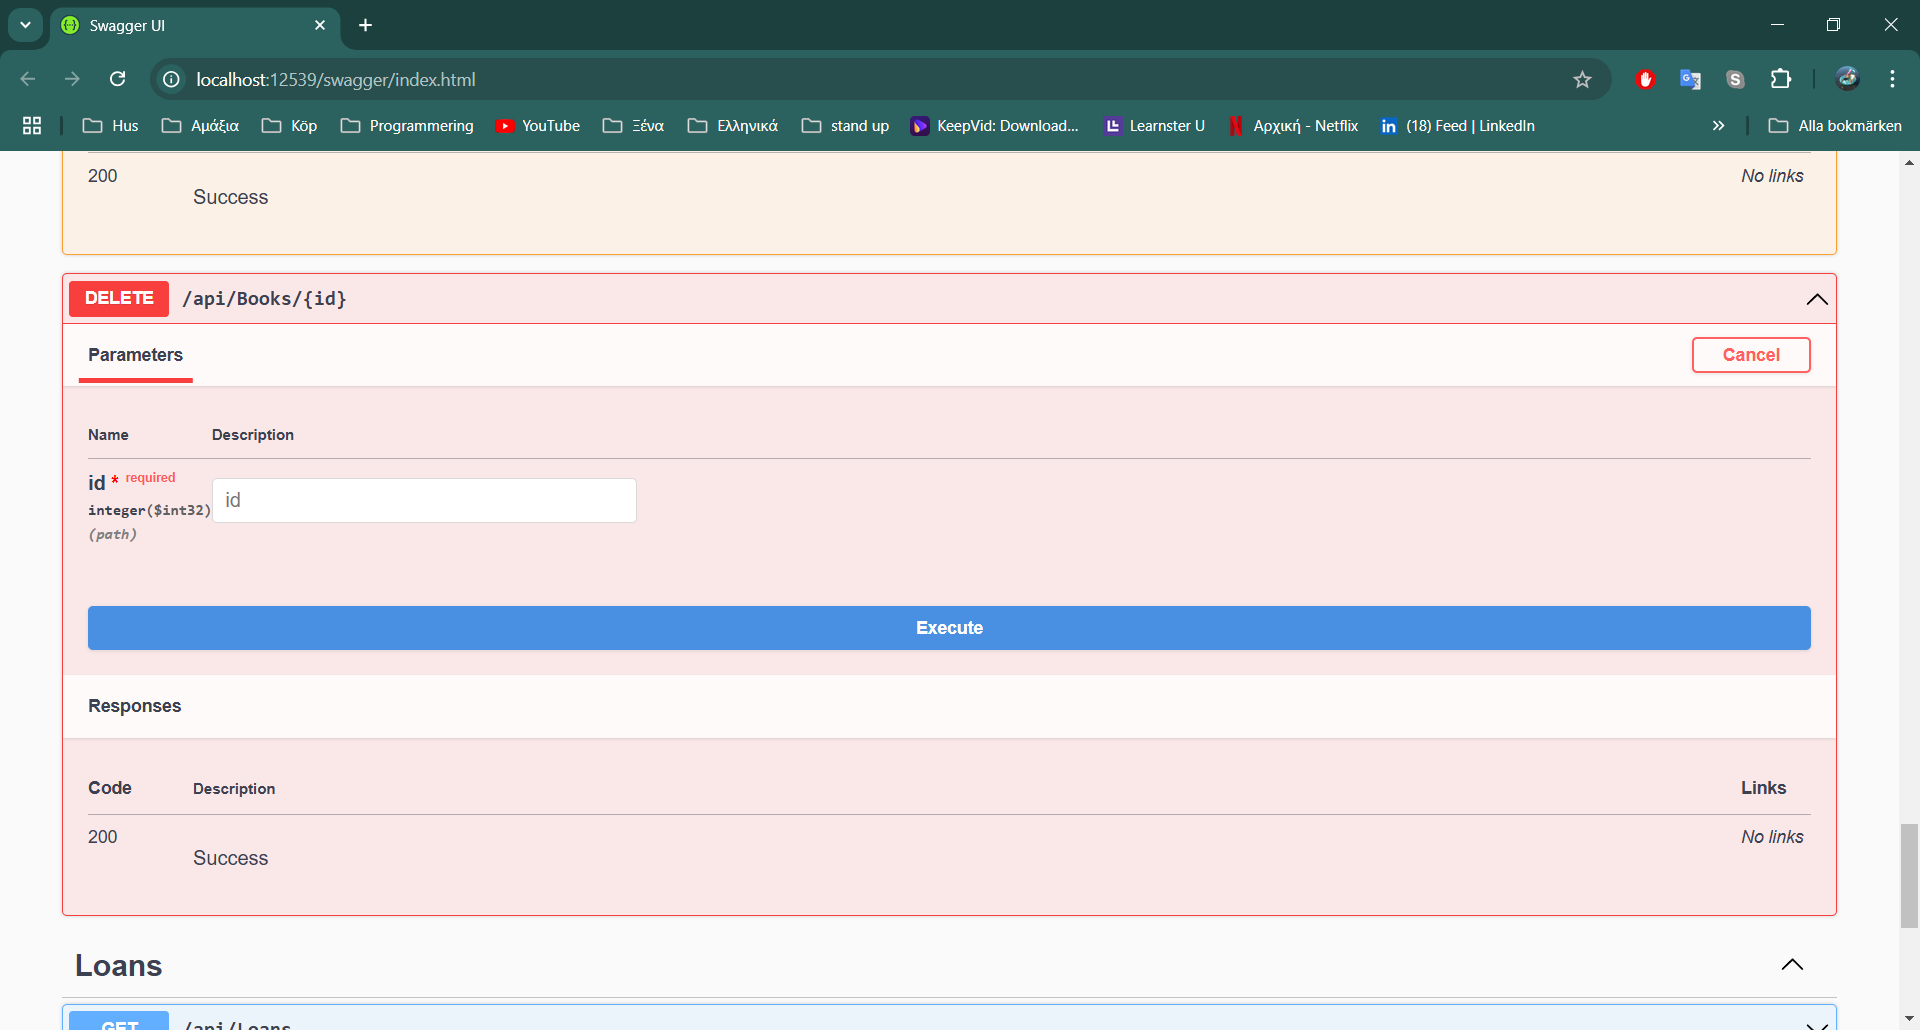 Swagger UI
localhost:12539/swagger/index.html
Hus Αμάξια Köp Programmering YouTube Ξένα Ελληνικά stand up KeepVid: Download... Learnster U Αρχική - Netflix (18) Feed | LinkedIn Alla bokmärken
200 No links
Success
DELETE /api/Books/{id}
Parameters Cancel
Name Description
id * required
id
integer($int32)
(path)
Execute
Responses
Code Description Links
200 No links
Success
Loans
GET /api/Loans